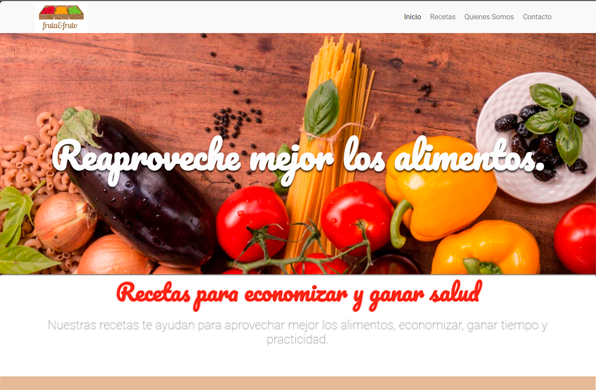 fruta&fruto
Inicio Recetas Quienes Somos Contacto
Reaproveche mejor los alimentos.
Recetas para economizar y ganar salud
Nuestras recetas te ayudan para aprovechar mejor los alimentos, economizar, ganar tiempo y
practicidad.